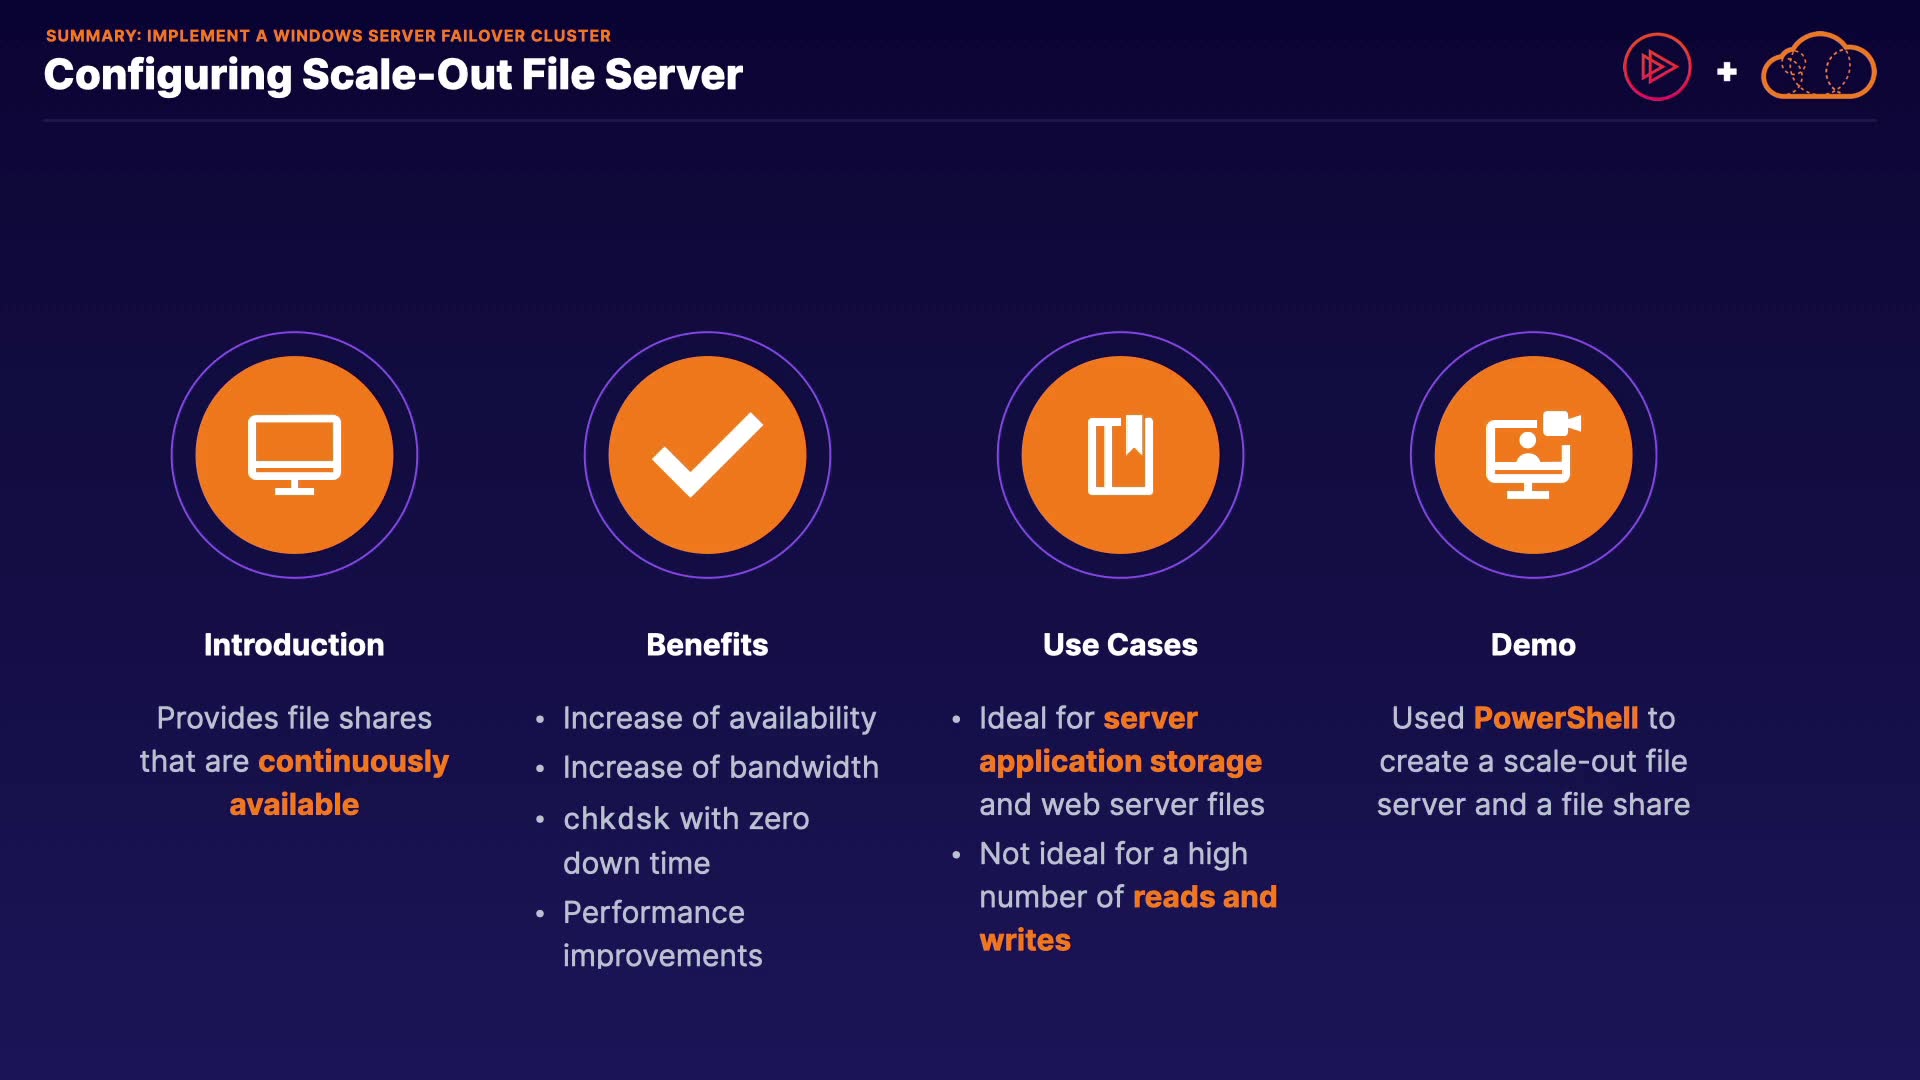 SUMMARY: IMPLEMENT A WINDOWS SERVER FAILOVER CLUSTER
Configuring Scale-Out File Server
+
Introduction
Provides file shares
that are continuously
available
Benefits
• Increase of availability
• Increase of bandwidth
• chkdsk with zero
down time
• Performance
improvements
Use Cases
• Ideal for server
application storage
and web server files
• Not ideal for a high
number of reads and
writes
Demo
Used PowerShell to
create a scale-out file
server and a file share